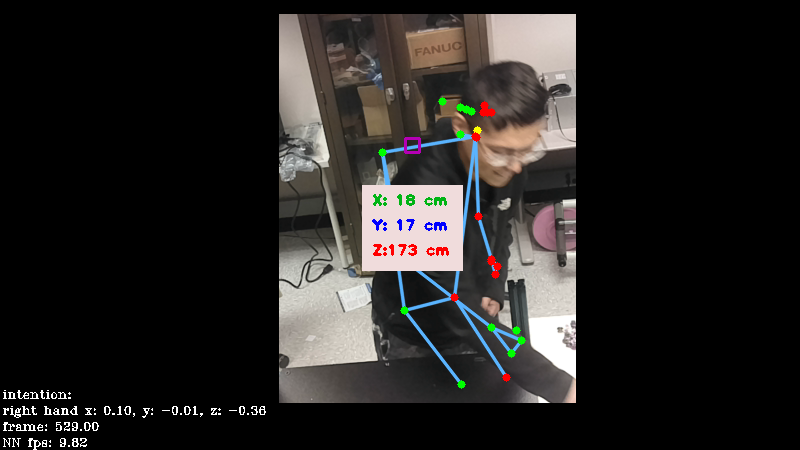 FANUC
X: 18 cm
Y: 17 cm
Z:173 cm
intention:
right hand x: 0.10, y: −0.01, z: −0.36
frame: 529.00
NN fps: 9.82